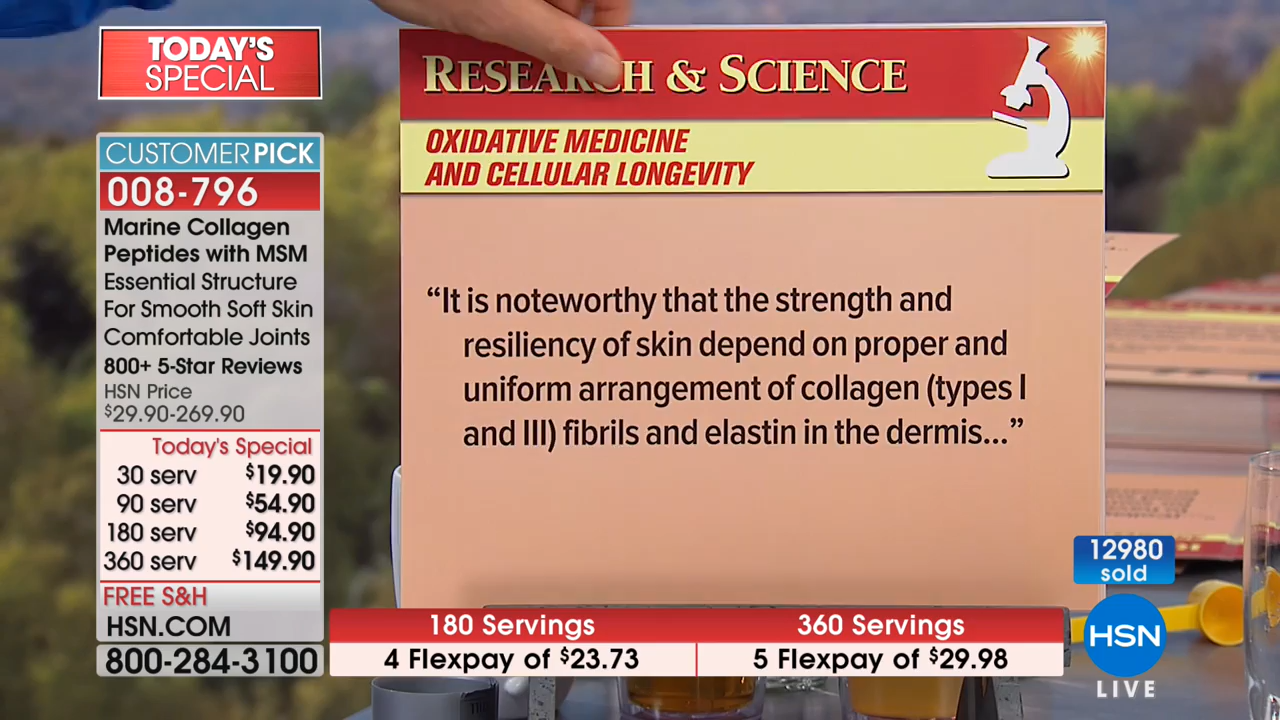 TODAY'S
SPECIAL
CUSTOMERPICK
008-796
Marine Collagen
Peptides with MSM
Essential Structure
For Smooth Soft Skin
Comfortable Joints
800+ 5-Star Reviews
HSN Price
$29.90-269.90
Today's Special
30 serv $19.90
90 serv $54.90
180 serv $94.90
360 serv $149.90
FREE S&H
HSN.COM
800-284-3100
RESEARCH & SCIENCE
OXIDATIVE MEDICINE
AND CELLULAR LONGEVITY
“It is noteworthy that the strength and
resiliency of skin depend on proper and
uniform arrangement of collagen (types I
and III) fibrils and elastin in the dermis...”
12980
sold
180 Servings
4 Flexpay of $23.73
360 Servings
5 Flexpay of $29.98
HSN
LIVE